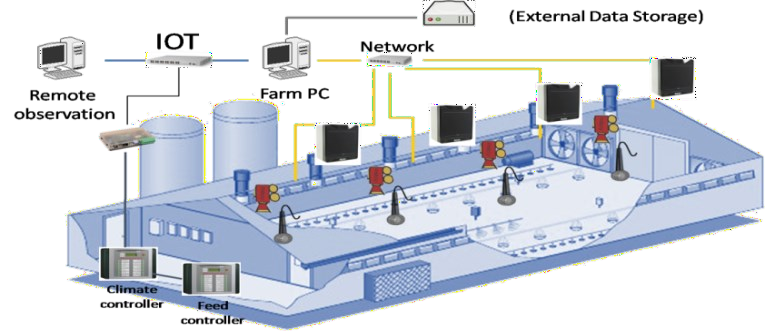 (External Data Storage)
IOT
Network
Remote
observation
Farm PC
Climate
controller
Feed
controller